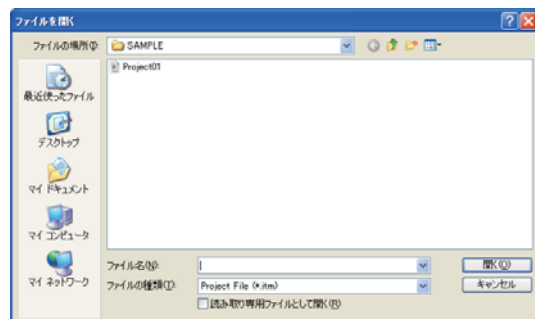 ファイルを開く
ファイルの場所(I):
SAMPLE
Project01
最近使ったファイル
デスクトップ
マイ ドキュメント
マイ コンピュータ
マイ ネットワーク
ファイル名(N):
開く(O)
ファイルの種類(T):
Project File (*.itm)
キャンセル
読み取り専用ファイルとして開く(R)